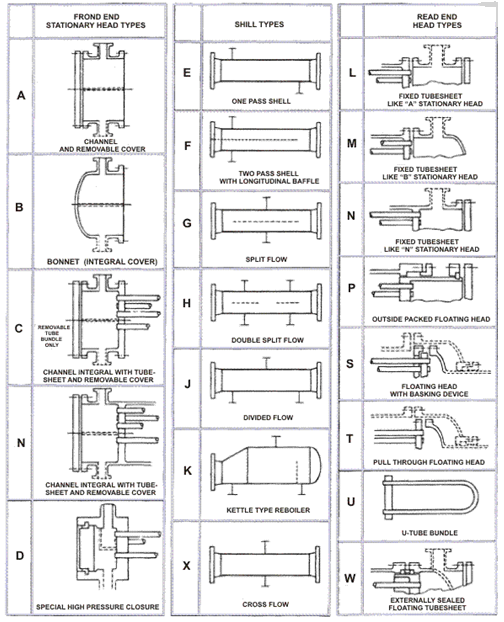 FROND END
STATIONARY HEAD TYPES
A
CHANNEL
AND REMOVABLE COVER
B
BONNET (INTEGRAL COVER)
C
REMOVABLE
TUBE
BUNDLE
ONLY
CHANNEL INTEGRAL WITH TUBE-
SHEET AND REMOVABLE COVER
N
CHANNEL INTEGRAL WITH TUBE-
SHEET AND REMOVABLE COVER
D
SPECIAL HIGH PRESSURE CLOSURE
SHILL TYPES
E
ONE PASS SHELL
F
TWO PASS SHELL
WITH LONGITUDINAL BAFFLE
G
SPLIT FLOW
H
DOUBLE SPLIT FLOW
J
DIVIDED FLOW
K
KETTLE TYPE REBOILER
X
CROSS FLOW
READ END
HEAD TYPES
L
FIXED TUBESHEET
LIKE "A" STATIONARY HEAD
M
FIXED TUBESHEET
LIKE "B" STATIONARY HEAD
N
FIXED TUBESHEET
LIKE "N" STATIONARY HEAD
P
OUTSIDE PACKED FLOATING HEAD
S
FLOATING HEAD
WITH BASKING DEVICE
T
PULL THROUGH FLOATING HEAD
U
U-TUBE BUNDLE
W
EXTERNALLY SEALED
FLOATING TUBESHEET